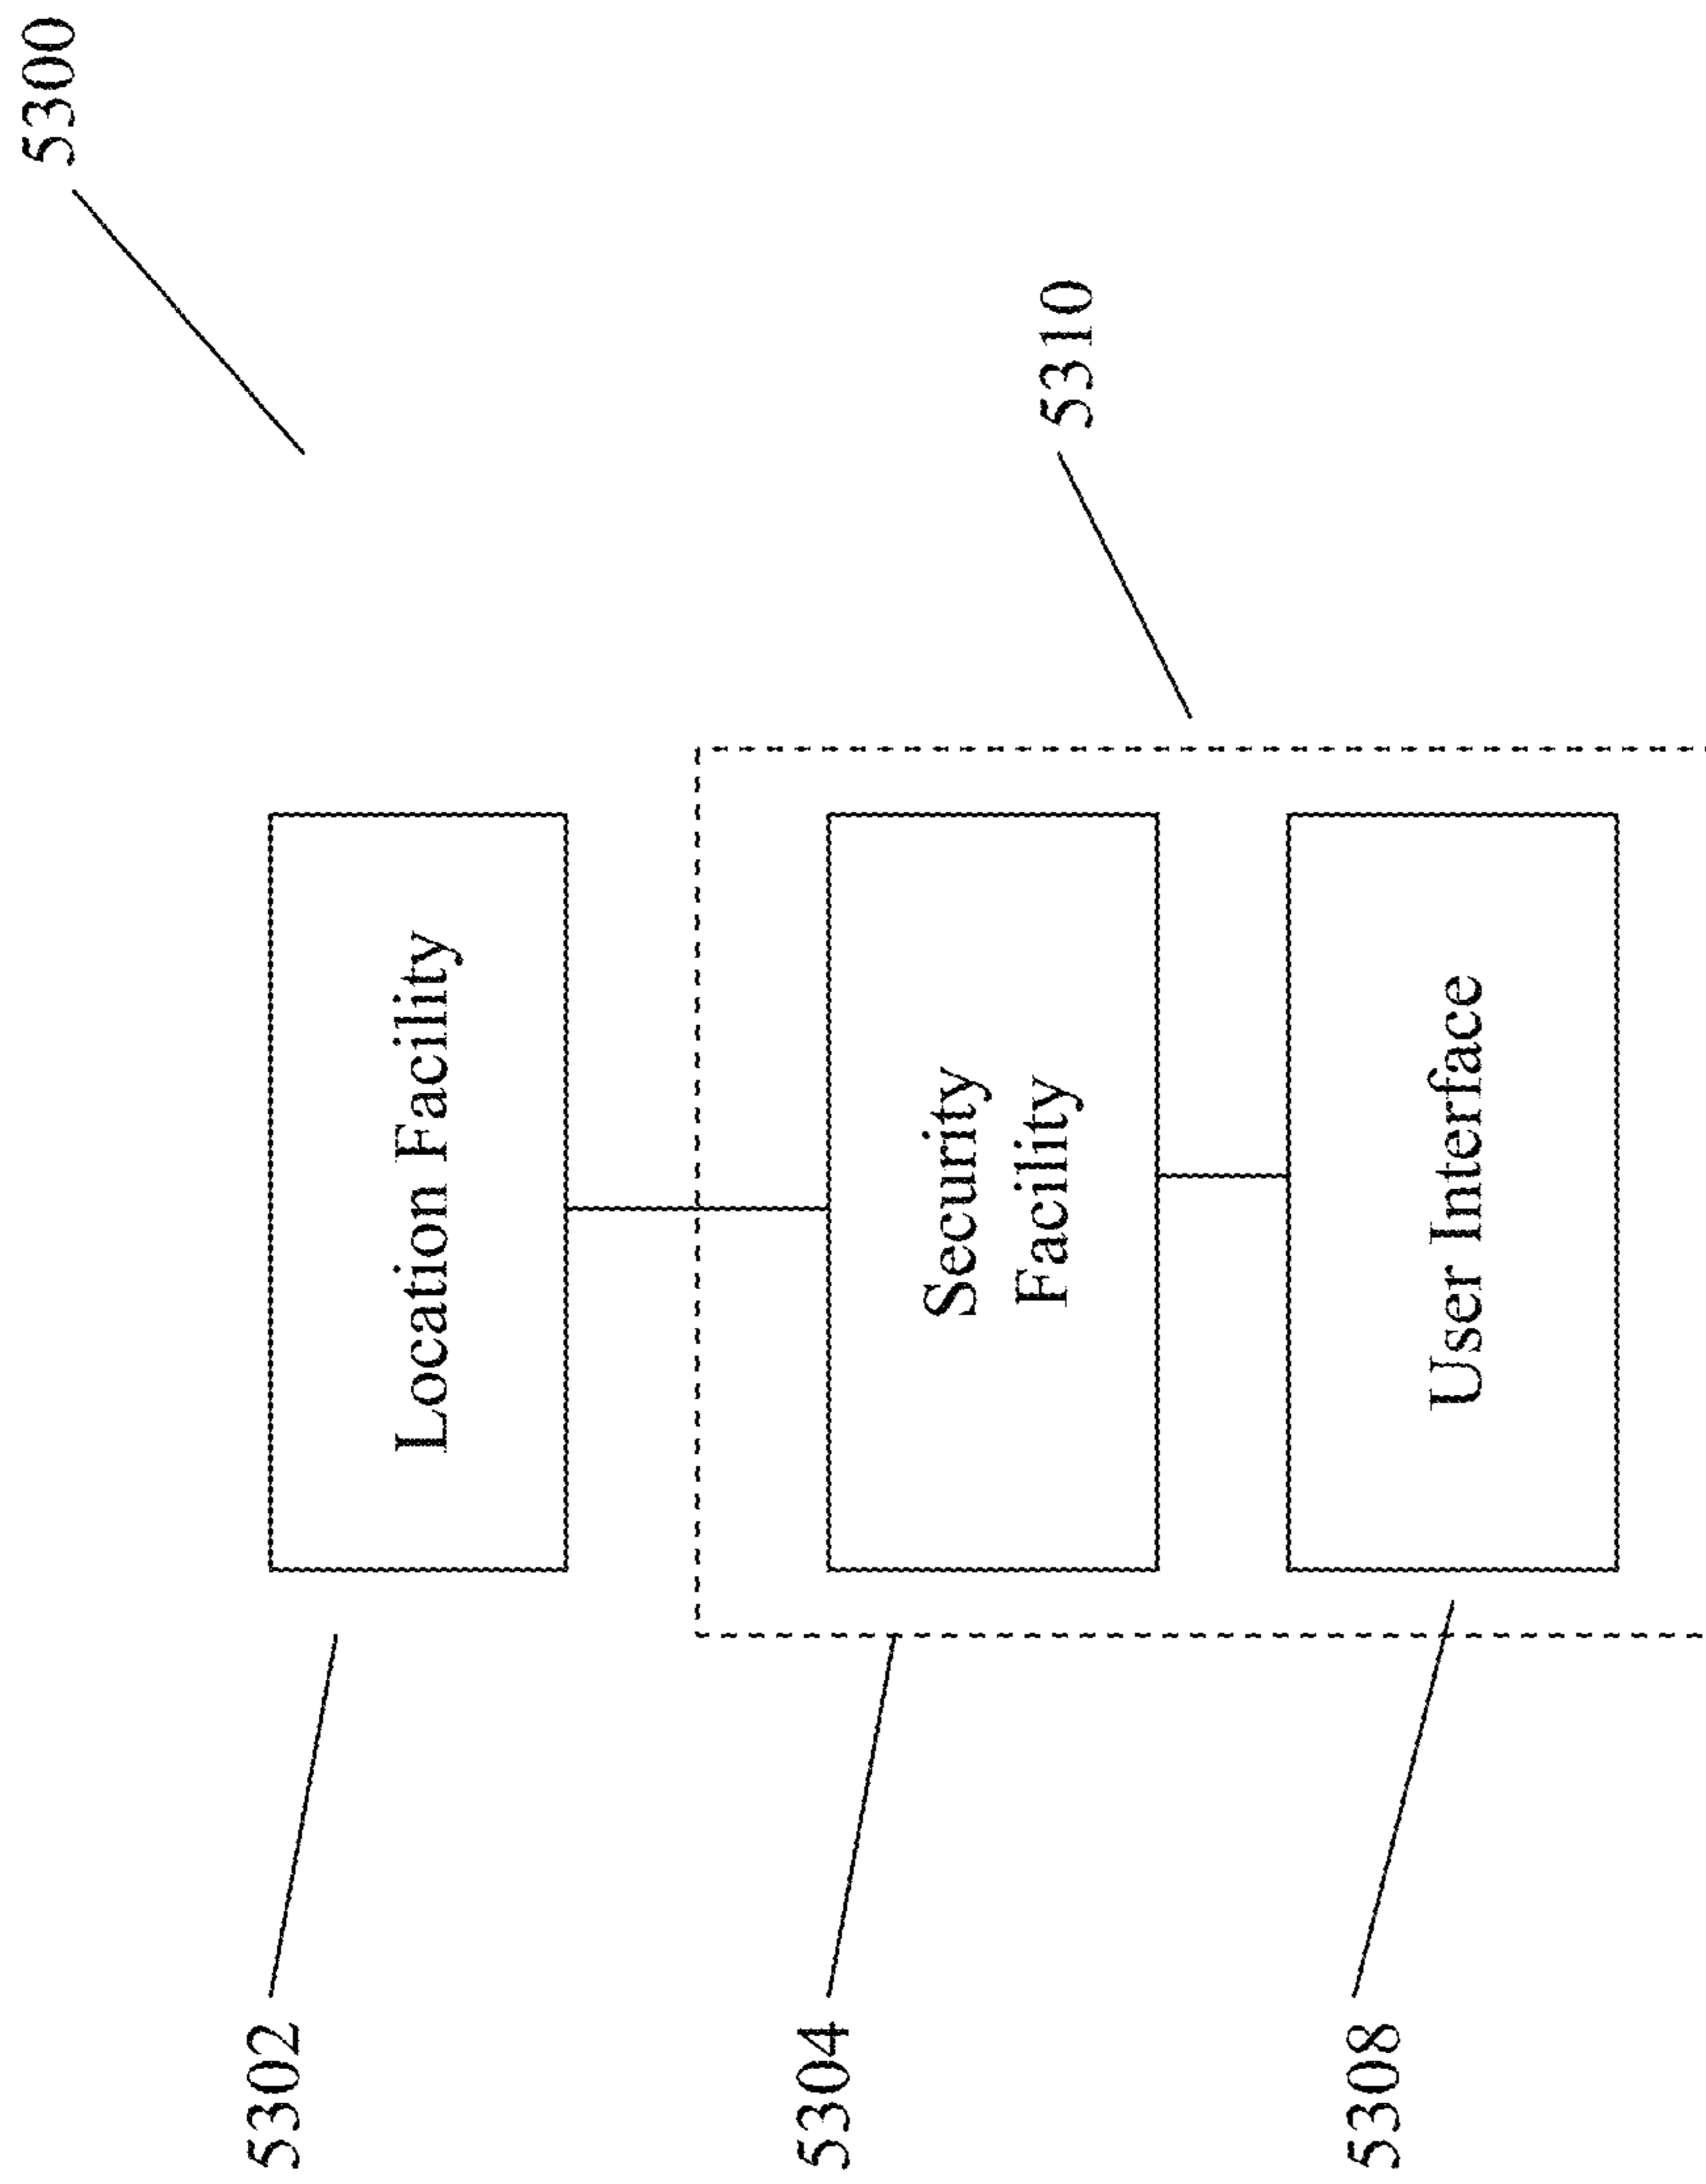 5300
5302
Location Facility
5310
5304
Security
Facility
5308
User Interface